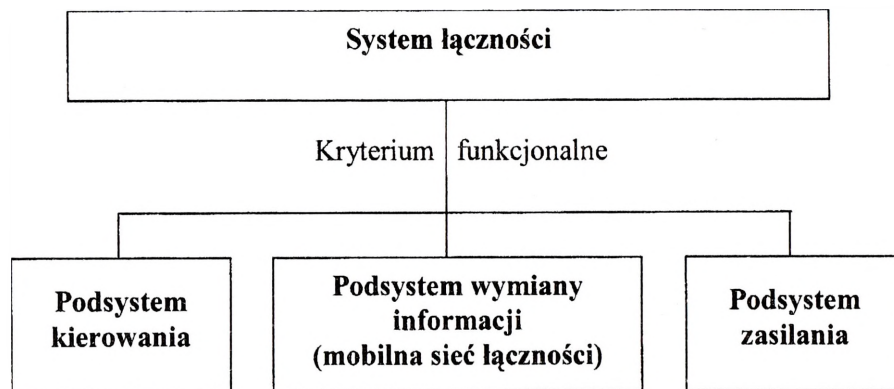 System łączności
Kryterium funkcjonalne
Podsystem
kierowania
Podsystem wymiany
informacji
(mobilna sieć łączności)
Podsystem
zasilania